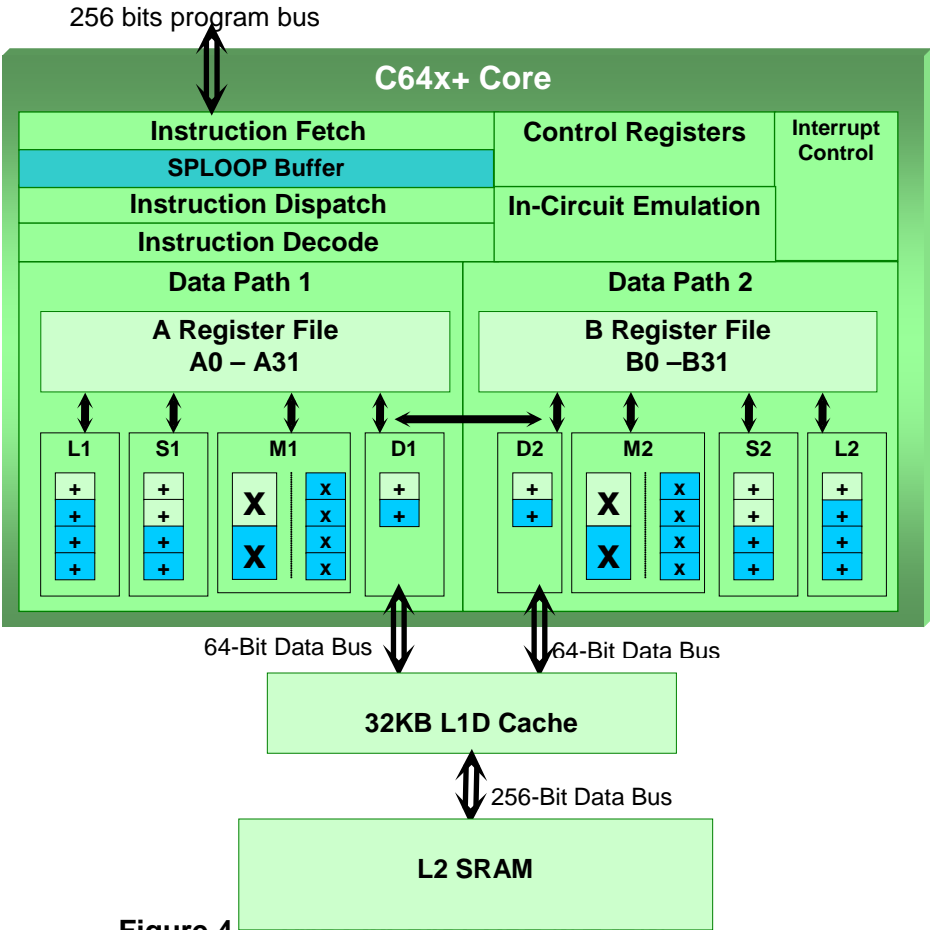 256 bits program bus
C64x+ Core
Instruction Fetch
SPLOOP Buffer
Instruction Dispatch
Instruction Decode
Control Registers
In-Circuit Emulation
Interrupt
Control
Data Path 1
Data Path 2
A Register File
A0 – A31
B Register File
B0 –B31
L1
+
+
+
+
S1
+
+
+
+
M1
X
X
x
x
x
x
D1
+
+
D2
+
+
M2
X
X
x
x
x
x
S2
+
+
+
+
L2
+
+
+
+
64-Bit Data Bus
64-Bit Data Bus
32KB L1D Cache
256-Bit Data Bus
L2 SRAM
Figure 4